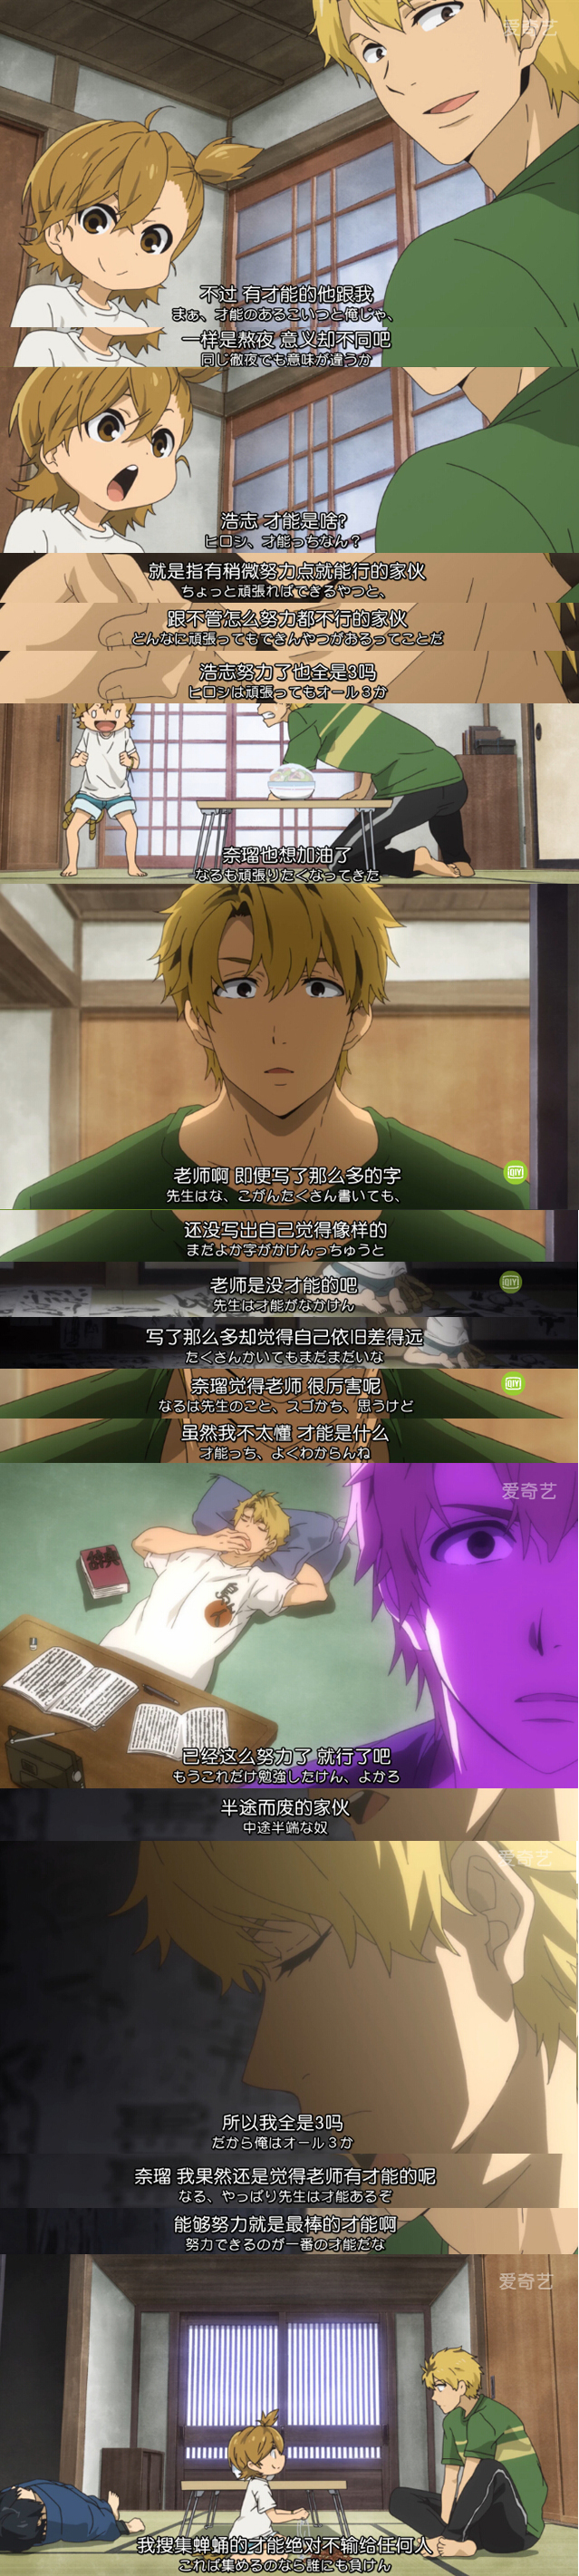 爱奇艺
不过 有才能的他跟我
まぁ、才能のあるこいつと俺じゃ、
一样是熬夜 意义却不同吧
同じ徹夜でも意味が違うか
浩志 才能是啥?
ヒロシ、才能っちなん？
就是指有稍微努力点就能行的家伙
ちょっと頑張ればできるやつと、
跟不管怎么努力都不行的家伙
どんなに頑張ってもできんやつがあるってことだ
浩志努力了也全是3吗
ヒロシは頑張ってもオール３か
奈瑠也想加油了
なるも頑張りたくなってきた
老师啊 即便写了那么多的字
QIY
先生はな、こがんたくさん書いても、
还没写出自己觉得像样的
まだよか字がかけんっちゅうと
老师是没才能的吧
QIY
先生は才能がなかけん
写了那么多却觉得自己依旧差得远
たくさんかいてもまだまだいな
奈瑠觉得老师 很厉害呢
QIY
なるは先生のこと、スゴかち、思うけど
虽然我不太懂 才能是什么
才能っち、よくわからんね
爱奇艺
已经这么努力了 就行了吧
もうこれだけ勉強したけん、よかろ
半途而废的家伙
中途半端な奴
爱奇艺
所以我全是3吗
だから俺はオール３か
奈瑠 我果然还是觉得老师有才能的呢
なる、やっぱり先生は才能あるぞ
能够努力就是最棒的才能啊
努力できるのが一番の才能だな
爱奇艺
我搜集蝉蛹的才能绝对不输给任何人
これば集めるのなら誰にも負けん